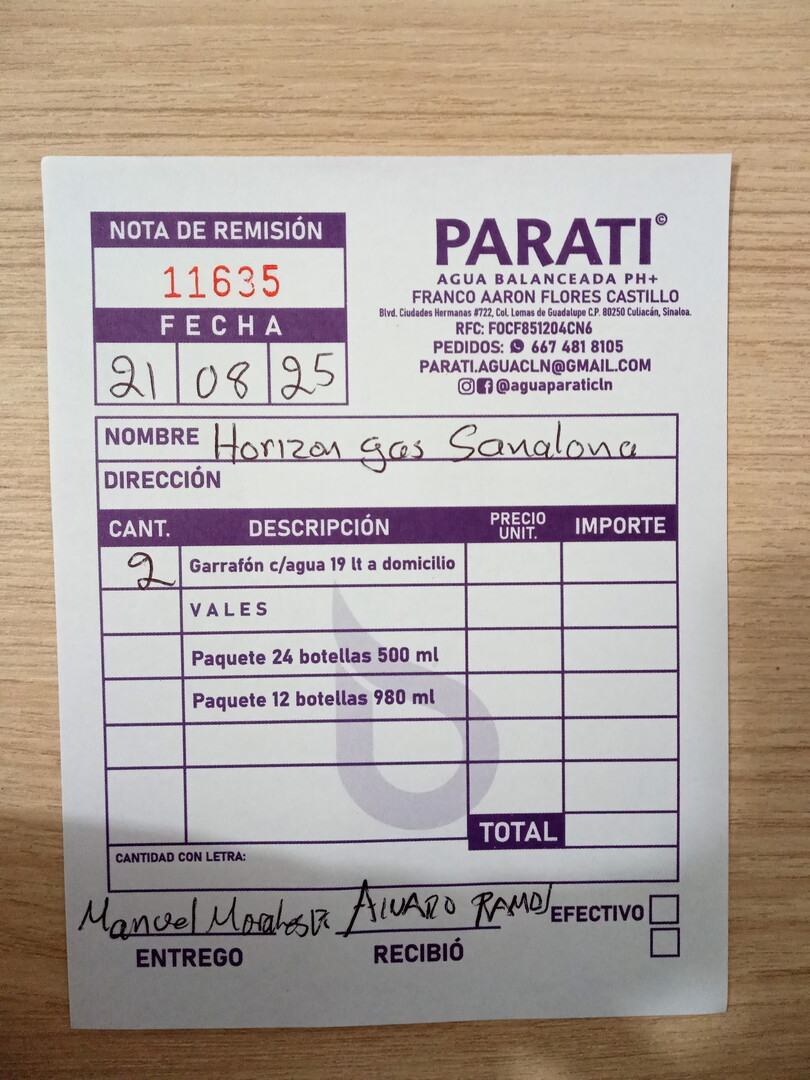 NOTA DE REMISIÓN
11635
FECHA
21 08 25
PARATI©
AGUA BALANCEADA PH+
FRANCO AARON FLORES CASTILLO
Blvd. Ciudades Hermanas #722, Col. Lomas de Guadalupe C.P. 80250 Culiacán, Sinaloa.
RFC: FOCF851204CN6
PEDIDOS: 667 481 8105
PARATI.AGUACLN@GMAIL.COM
@aguaparaticln
NOMBRE Horizon gas Sanalona
DIRECCIÓN
CANT. DESCRIPCIÓN PRECIO UNIT. IMPORTE
2 Garrafón c/agua 19 lt a domicilio
VALES
Paquete 24 botellas 500 ml
Paquete 12 botellas 980 ml
TOTAL
CANTIDAD CON LETRA:
Manuel Morales ALVARO RAMOS
EFECTIVO
ENTREGO RECIBIÓ